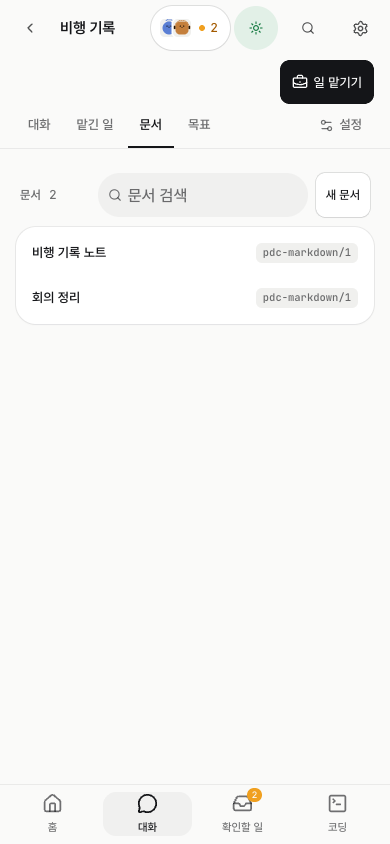 비행 기록
2
일 맡기기
대화 맡긴 일 문서 목표 설정
문서 2
문서 검색
새 문서
비행 기록 노트 pdc-markdown/1
회의 정리 pdc-markdown/1
2
홈 대화 확인할 일 코딩